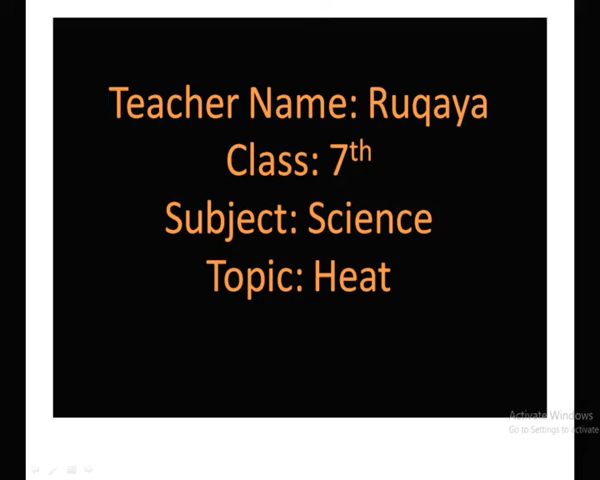 Teacher Name: Ruqaya
Class: 7th
Subject: Science
Topic: Heat
Activate Windows
Go to Settings to activate